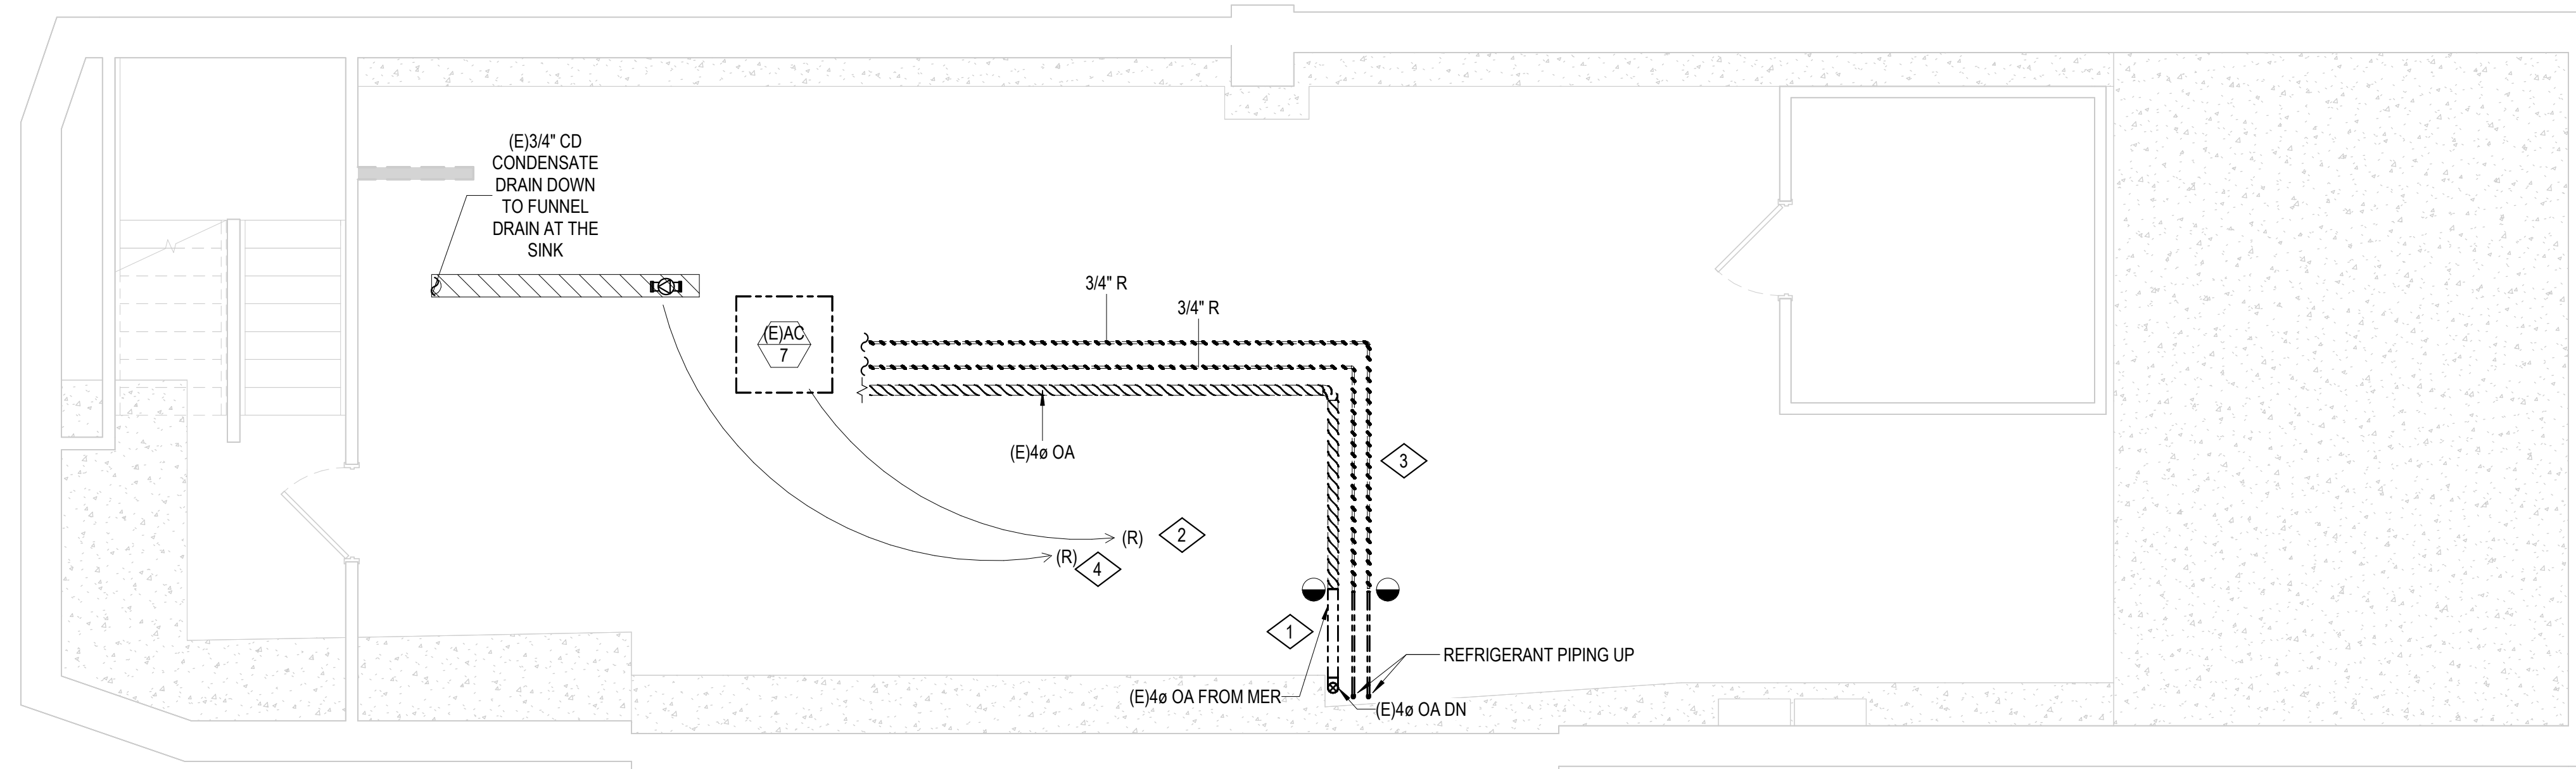 (E)3/4" CD
CONDENSATE
DRAIN DOWN
TO FUNNEL
DRAIN AT THE
SINK
(E)AC
7
3/4" R
3/4" R
(E)4ø OA
3
(R)
2
(R)
4
1
REFRIGERANT PIPING UP
(E)4ø OA FROM MER
(E)4ø OA DN